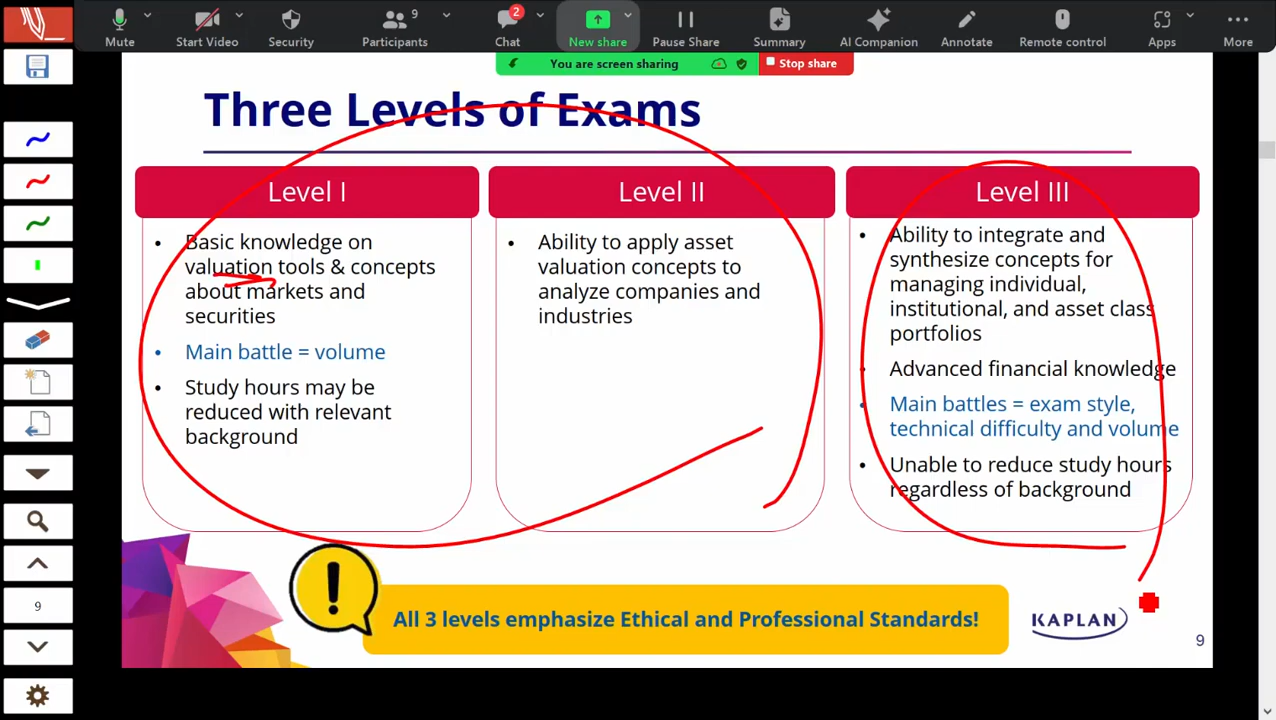 Mute
Start Video
Security
9
Participants
2
Chat
New share
Pause Share
Summary
AI Companion
Annotate
Remote control
Apps
More
You are screen sharing
Stop share
Three Levels of Exams
Level I
• Basic knowledge on
valuation tools & concepts
about markets and
securities
• Main battle = volume
• Study hours may be
reduced with relevant
background
Level II
• Ability to apply asset
valuation concepts to
analyze companies and
industries
Level III
• Ability to integrate and
synthesize concepts for
managing individual,
institutional, and asset class
portfolios
• Advanced financial knowledge
• Main battles = exam style,
technical difficulty and volume
• Unable to reduce study hours
regardless of background
!
All 3 levels emphasize Ethical and Professional Standards!
KAPLAN
9
9